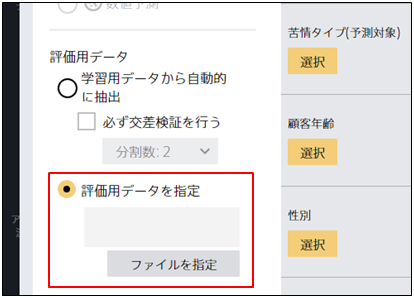 数値予測
評価用データ
学習用データから自動的
に抽出
必ず交差検証を行う
分割数: 2
評価用データを指定
ファイルを指定
苦情タイプ(予測対象)
選択
顧客年齢
選択
性別
選択